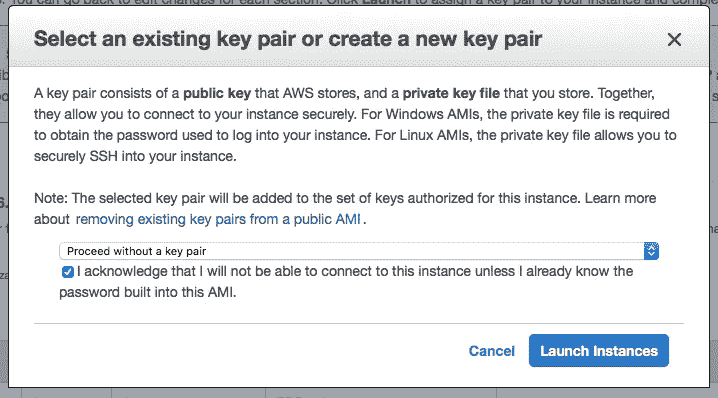 . You can go back to edit changes for each section. Click Launch to assign a key pair to your instance and comple
Select an existing key pair or create a new key pair
A key pair consists of a public key that AWS stores, and a private key file that you store. Together,
they allow you to connect to your instance securely. For Windows AMIs, the private key file is required
to obtain the password used to log into your instance. For Linux AMIs, the private key file allows you to
securely SSH into your instance.
Note: The selected key pair will be added to the set of keys authorized for this instance. Learn more
about removing existing key pairs from a public AMI .
Proceed without a key pair
I acknowledge that I will not be able to connect to this instance unless I already know the
password built into this AMI.
Cancel
Launch Instances